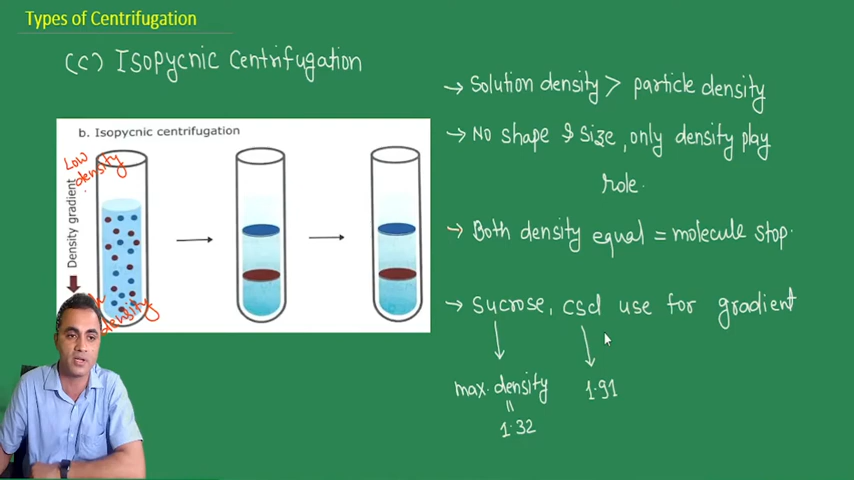 Types of Centrifugation
(C) Isopycnic Centrifugation
b. Isopycnic centrifugation
Low
density
Density gradient
density
→ Solution density > particle density
→ No shape & size, only density play
role.
→ Both density equal = molecule stop.
→ Sucrose, cscl use for gradient
max. density
=
1.32
1.91